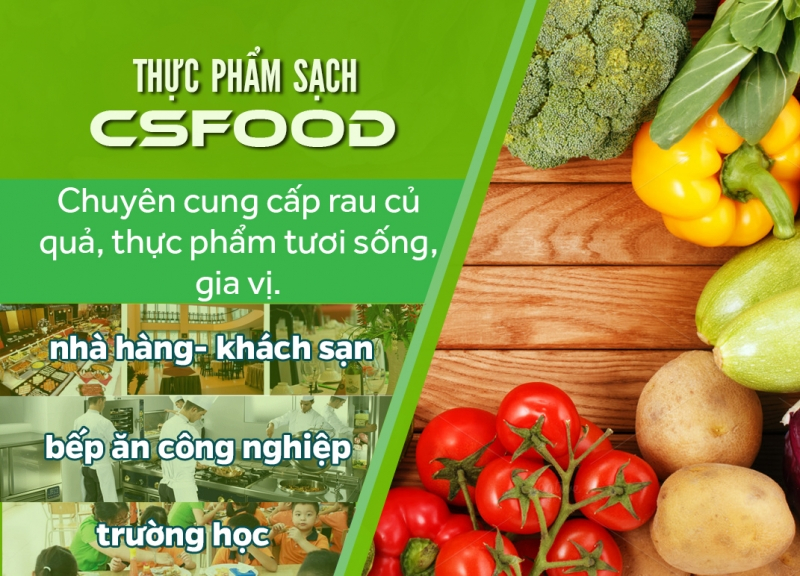 THỰC PHẨM SẠCH
CSFOOD
Chuyên cung cấp rau củ
quả, thực phẩm tươi sống,
gia vị.
nhà hàng- khách sạn
bếp ăn công nghiệp
trường học